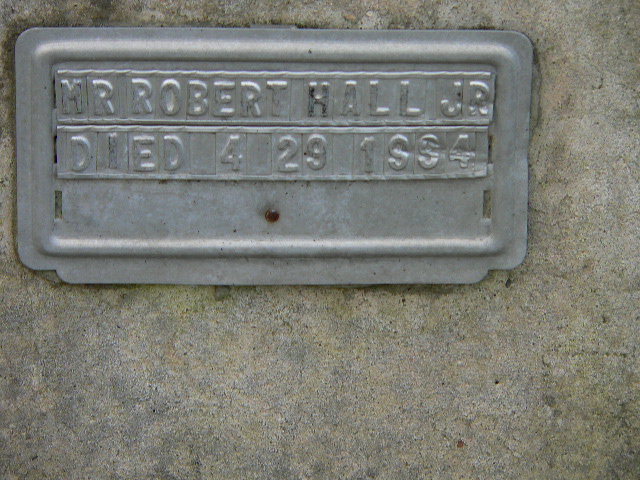 MR ROBERT HALL JR
DIED 4 29 1994